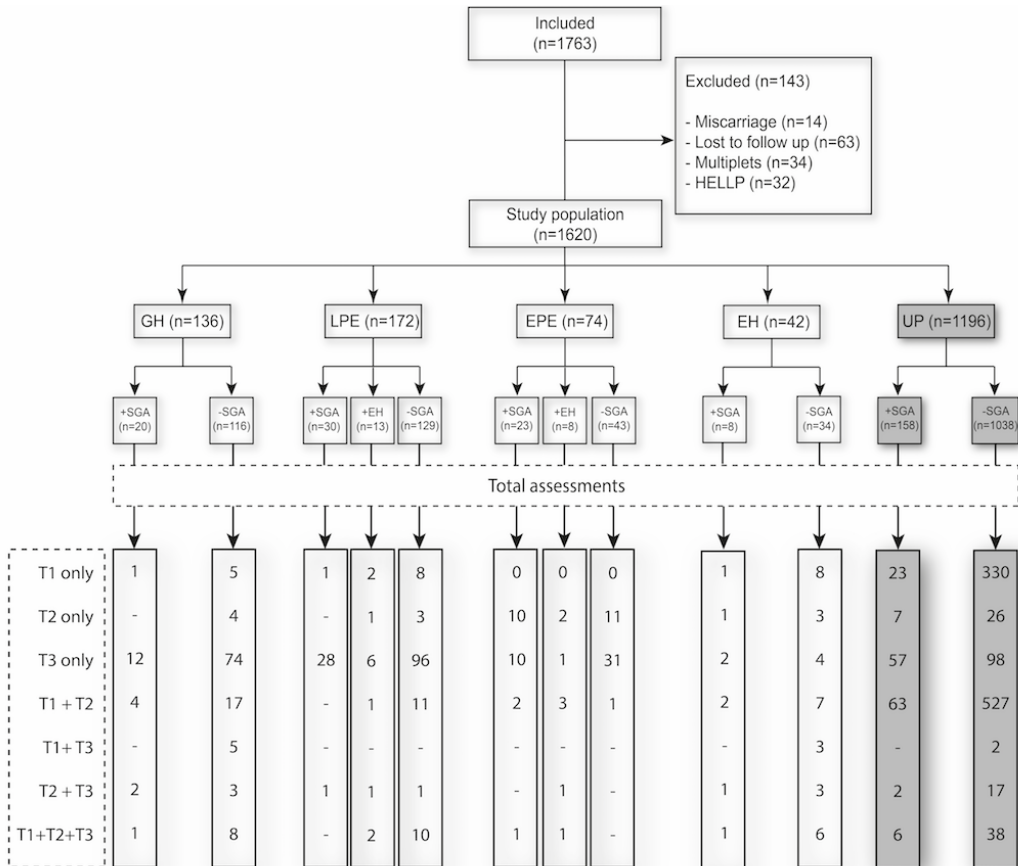 Included
(n=1763)
Excluded (n=143)
- Miscarriage (n=14)
- Lost to follow up (n=63)
- Multiplets (n=34)
- HELLP (n=32)
Study population
(n=1620)
GH (n=136) LPE (n=172) EPE (n=74) EH (n=42) UP (n=1196)
+SGA -SGA +SGA +EH -SGA +SGA +EH -SGA +SGA -SGA +SGA -SGA
(n=20) (n=116) (n=30) (n=13) (n=129) (n=23) (n=8) (n=43) (n=8) (n=34) (n=158) (n=1038)
Total assessments
T1 only 1 5 1 2 8 0 0 0 1 8 23 330
T2 only - 4 - 1 3 10 2 11 1 3 7 26
T3 only 12 74 28 6 96 10 1 31 2 4 57 98
T1 + T2 4 17 - 1 11 2 3 1 2 7 63 527
T1+ T3 - 5 - - - - - - - 3 - 2
T2 + T3 2 3 1 1 1 - 1 - 1 3 2 17
T1+T2+T3 1 8 - 2 10 1 1 - 1 6 6 38